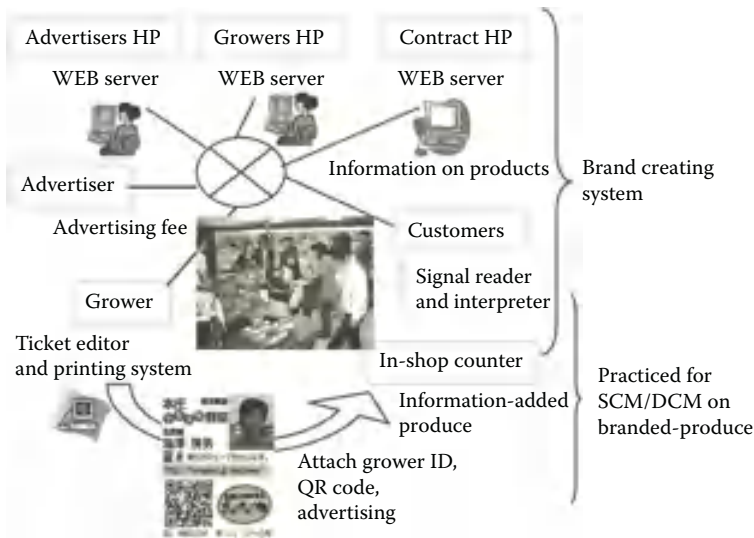 Advertisers HP
Growers HP
Contract HP
WEB server
WEB server
WEB server
Information on products
Brand creating
system
Advertiser
Advertising fee
Customers
Signal reader
and interpreter
Grower
Ticket editor
and printing system
In-shop counter
Information-added
produce
Practiced for
SCM/DCM on
branded-produce
Attach grower ID,
QR code,
advertising